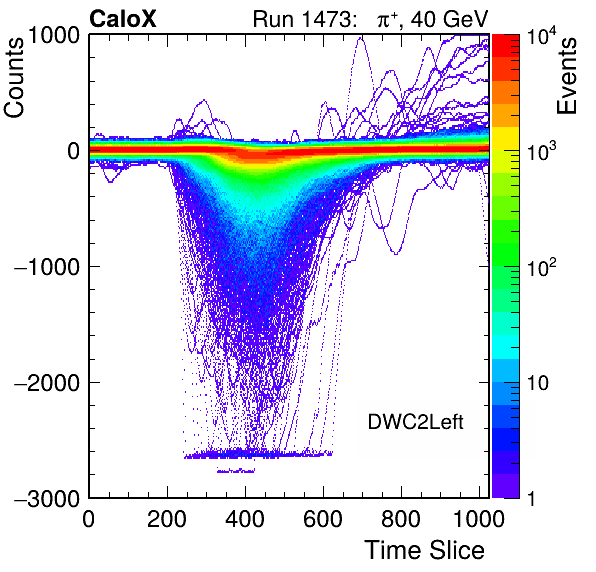 CaloX Run 1473: π⁺, 40 GeV
Counts
Events
1000
0
−1000
−2000
−3000
0 200 400 600 800 1000
Time Slice
DWC2Left
10⁴
10³
10²
10
1